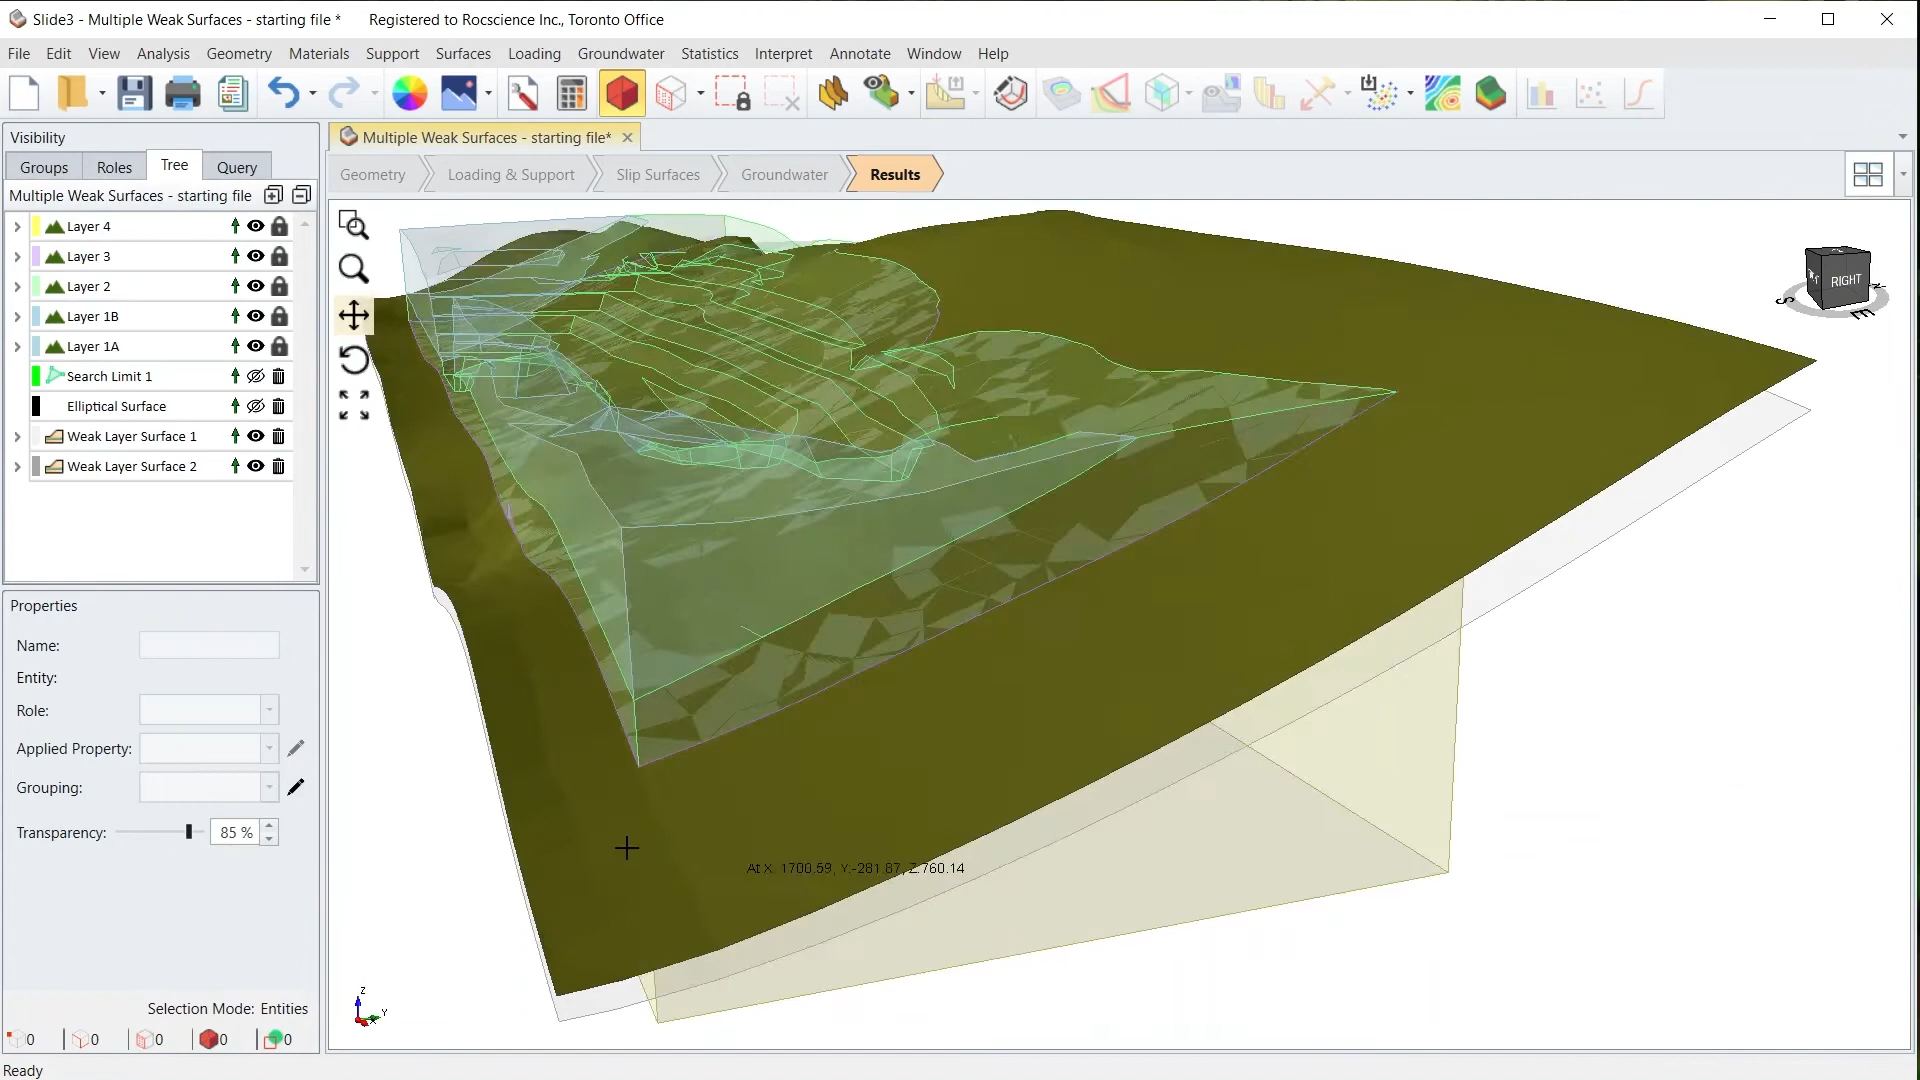 Slide3 - Multiple Weak Surfaces - starting file * Registered to Rocscience Inc., Toronto Office
File Edit View Analysis Geometry Materials Support Surfaces Loading Groundwater Statistics Interpret Annotate Window Help
Visibility
Groups Roles Tree Query
Multiple Weak Surfaces - starting file
Layer 4
Layer 3
Layer 2
Layer 1B
Layer 1A
Search Limit 1
Elliptical Surface
Weak Layer Surface 1
Weak Layer Surface 2
Properties
Name:
Entity:
Role:
Applied Property:
Grouping:
Transparency: 85 %
Selection Mode: Entities
0 0 0 0 0
Ready
Multiple Weak Surfaces - starting file*
Geometry Loading & Support Slip Surfaces Groundwater Results
RIGHT
S
E
At X: 1700.59, Y:-281.87, Z:760.14
Z
Y
X